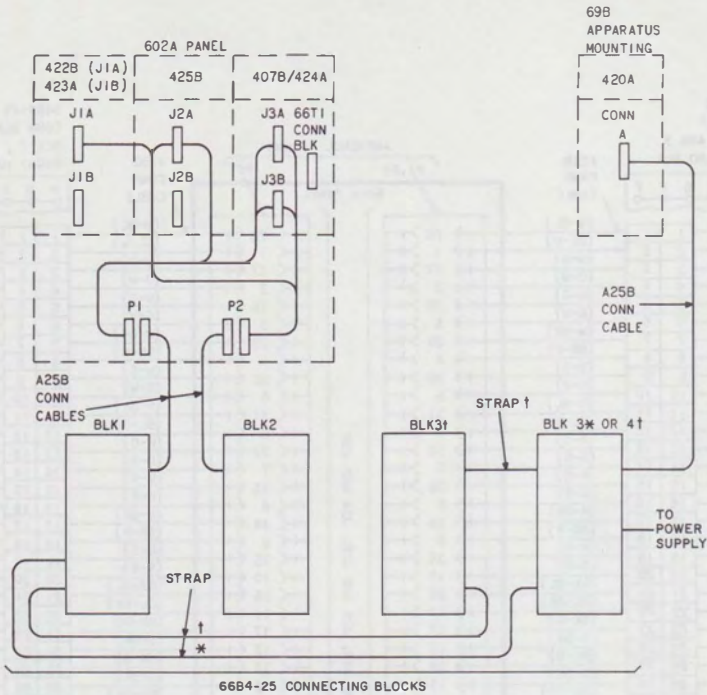 69B
APPARATUS
MOUNTING
602A PANEL
422B (J1A)
423A (J1B)
425B
407B/424A
420A
J1A
J2A
J3A
66T1
CONN
BLK
CONN
A
J1B
J2B
J3B
P1
P2
A25B
CONN
CABLE
A25B
CONN
CABLES
STRAP †
BLK1
BLK2
BLK3†
BLK 3* OR 4†
TO
POWER
SUPPLY
STRAP
†
*
66B4-25 CONNECTING BLOCKS